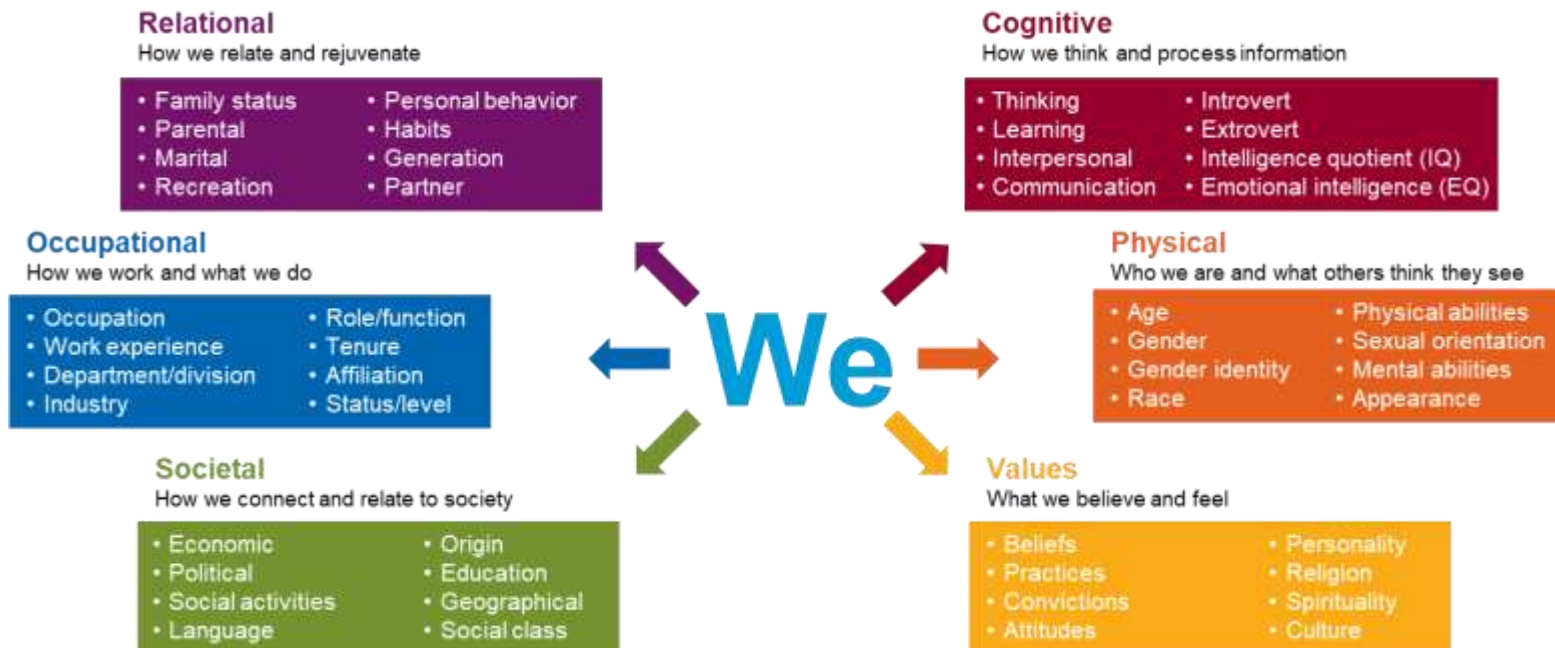 Relational
How we relate and rejuvenate
• Family status
• Parental
• Marital
• Recreation
• Personal behavior
• Habits
• Generation
• Partner
Cognitive
How we think and process information
• Thinking
• Learning
• Interpersonal
• Communication
• Introvert
• Extrovert
• Intelligence quotient (IQ)
• Emotional intelligence (EQ)
Occupational
How we work and what we do
• Occupation
• Work experience
• Department/division
• Industry
• Role/function
• Tenure
• Affiliation
• Status/level
We
Physical
Who we are and what others think they see
• Age
• Gender
• Gender identity
• Race
• Physical abilities
• Sexual orientation
• Mental abilities
• Appearance
Societal
How we connect and relate to society
• Economic
• Political
• Social activities
• Language
• Origin
• Education
• Geographical
• Social class
Values
What we believe and feel
• Beliefs
• Practices
• Convictions
• Attitudes
• Personality
• Religion
• Spirituality
• Culture